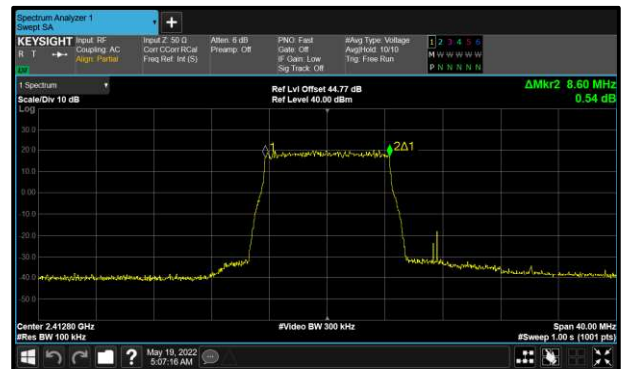 Spectrum Analyzer 1
Swept SA
KEYSIGHT
R T
LXI
Input: RF
Coupling: AC
Align: Partial
Input Z: 50 Ω
Corr CCorr RCal
Freq Ref: Int (S)
Atten: 6 dB
Preamp: Off
PNO: Fast
Gate: Off
IF Gain: Low
Sig Track: Off
#Avg Type: Voltage
Avg|Hold: 10/10
Trig: Free Run
1 2 3 4 5 6
M W W W W W
P N N N N N
1 Spectrum
Scale/Div 10 dB
Log
Ref Lvl Offset 44.77 dB
Ref Level 40.00 dBm
ΔMkr2 8.60 MHz
0.54 dB
30.0
20.0
10.0
0.00
-10.0
-20.0
-30.0
-40.0
-50.0
1
2Δ1
Center 2.41280 GHz
#Res BW 100 kHz
#Video BW 300 kHz
Span 40.00 MHz
#Sweep 1.00 s (1001 pts)
May 19, 2022
5:07:16 AM